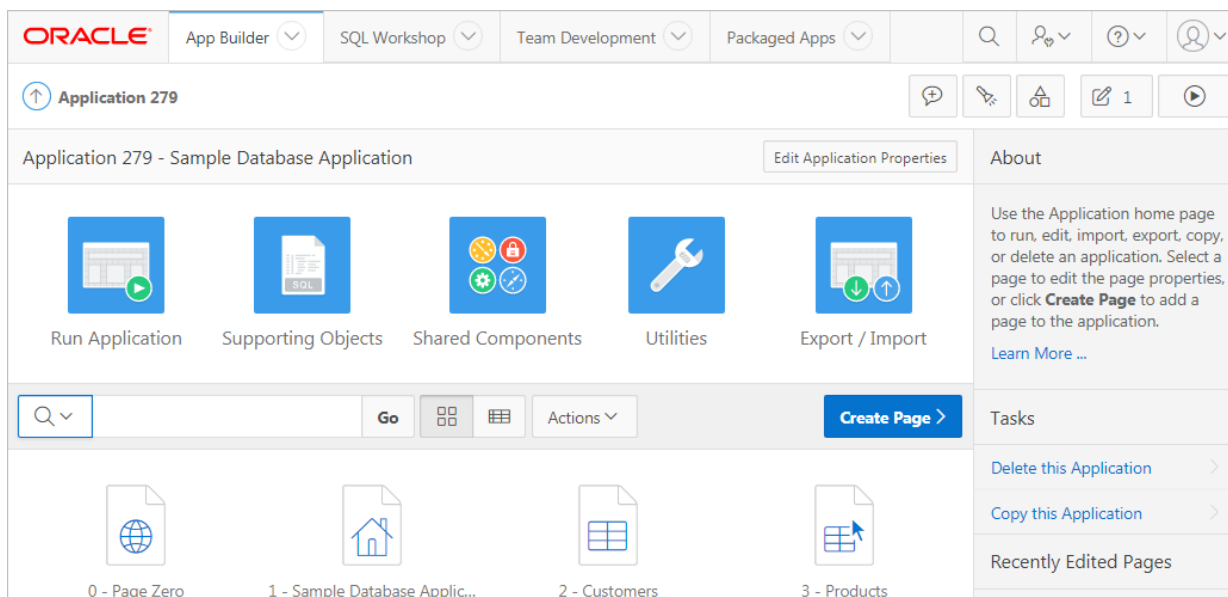 ORACLE
App Builder
SQL Workshop
Team Development
Packaged Apps
Application 279
1
Application 279 - Sample Database Application
Edit Application Properties
About
Use the Application home page
to run, edit, import, export, copy,
or delete an application. Select a
page to edit the page properties,
or click Create Page to add a
page to the application.
Learn More ...
SQL
Run Application
Supporting Objects
Shared Components
Utilities
Export / Import
Go
Actions
Create Page
Tasks
Delete this Application
Copy this Application
Recently Edited Pages
0 - Page Zero
1 - Sample Database Applic...
2 - Customers
3 - Products